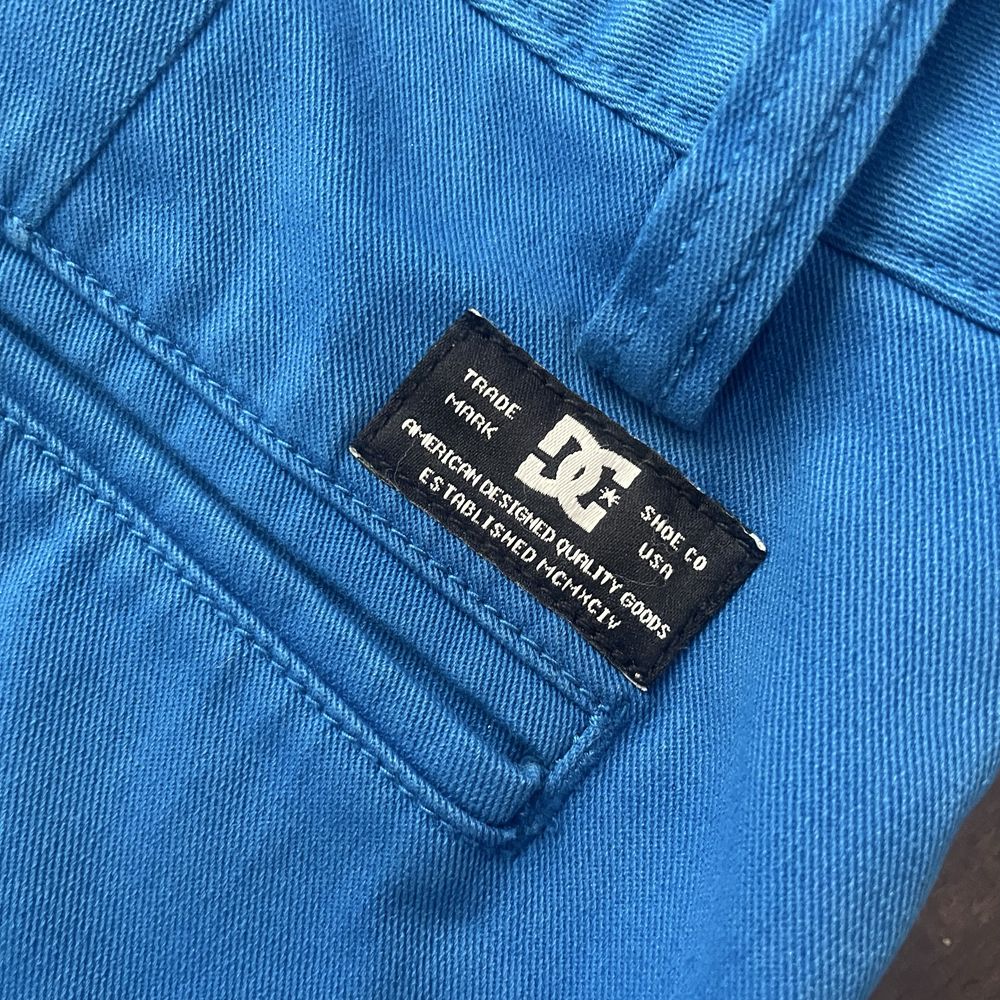 TRADE MARK DC SHOE CO USA
AMERICAN DESIGNED QUALITY GOODS
ESTABLISHED MCMXCIV